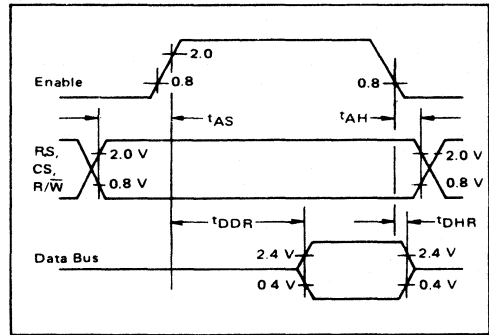 2.0
Enable
0.8
0.8
tAS
tAH
RS,
CS,
R/W̅
2.0 V
0.8 V
2.0 V
0.8 V
tDDR
tDHR
Data Bus
2.4 V
0.4 V
2.4 V
0.4 V